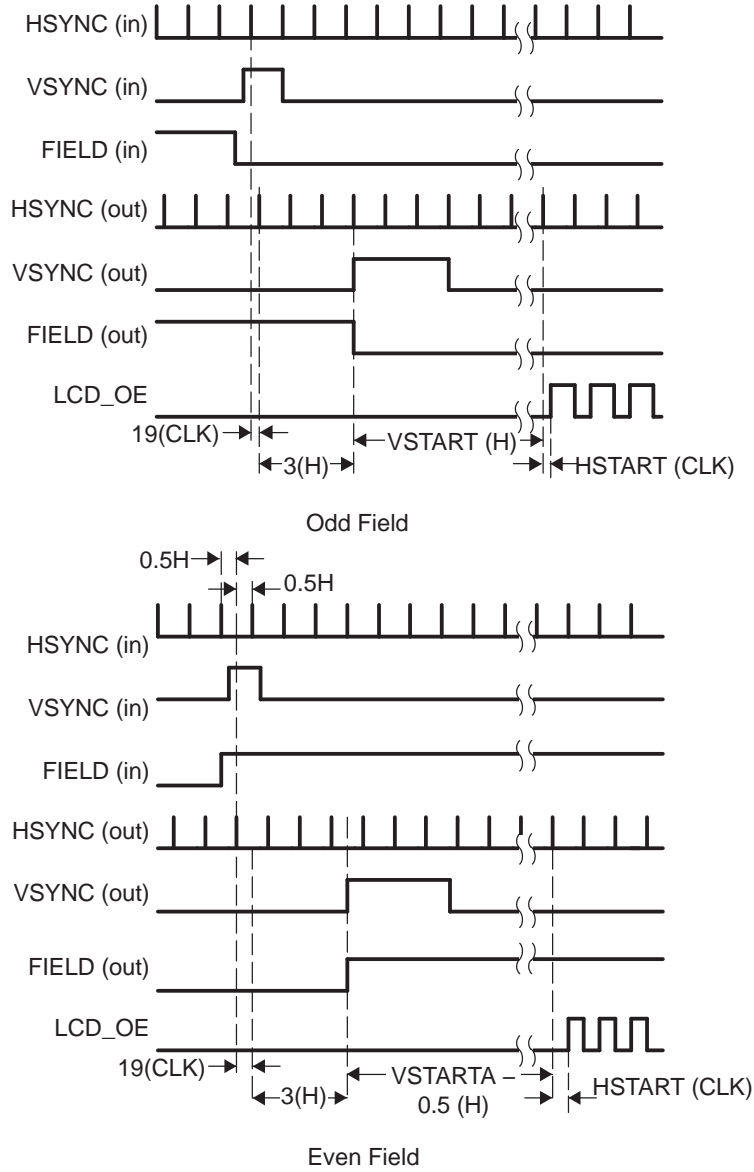 HSYNC (in)
VSYNC (in)
FIELD (in)
HSYNC (out)
VSYNC (out)
FIELD (out)
LCD_OE
19(CLK)
VSTART (H)
3(H)
HSTART (CLK)
Odd Field
0.5H
0.5H
HSYNC (in)
VSYNC (in)
FIELD (in)
HSYNC (out)
VSYNC (out)
FIELD (out)
LCD_OE
19(CLK)
VSTARTA –
0.5 (H)
3(H)
HSTART (CLK)
Even Field